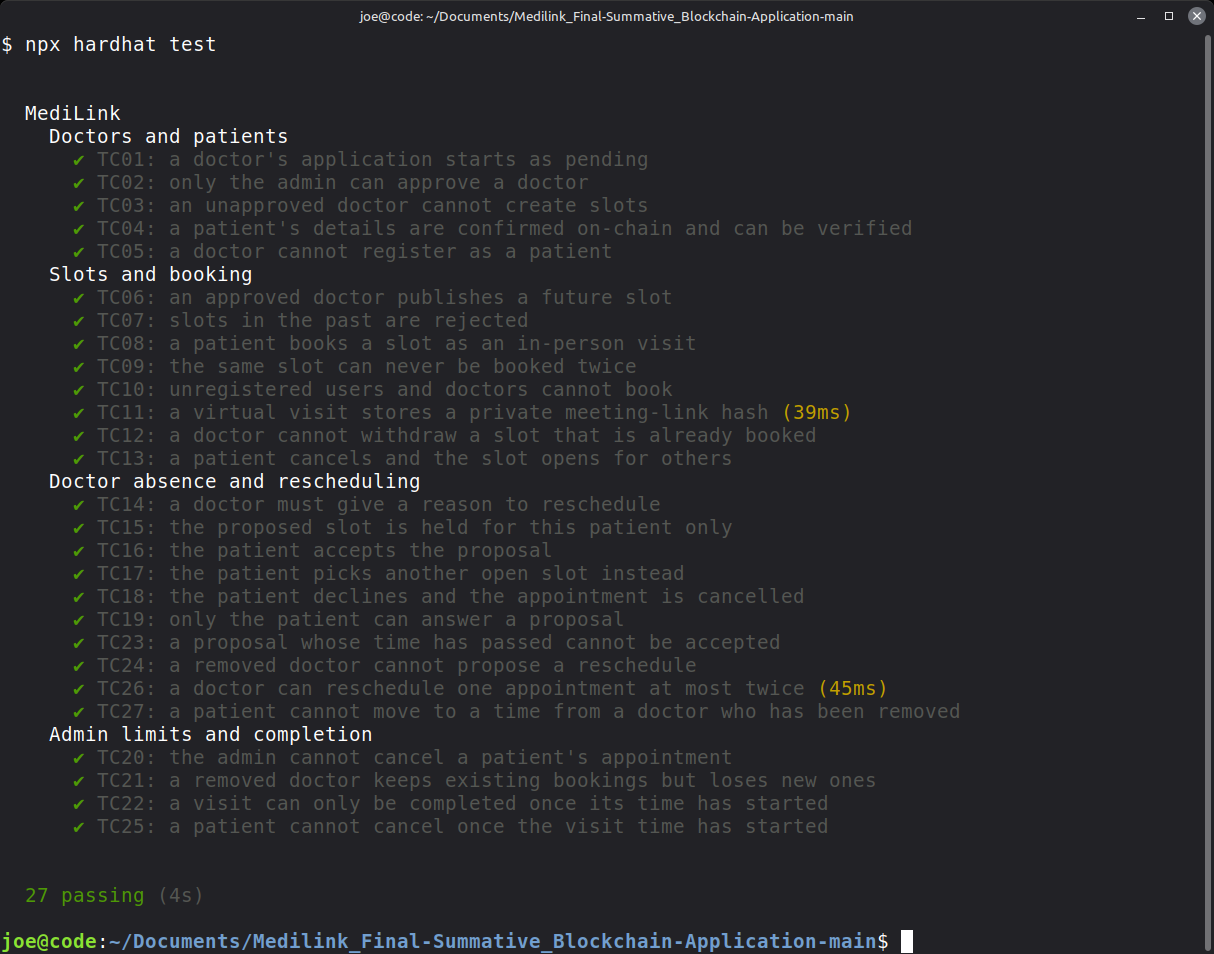 joe@code: ~/Documents/Medilink_Final-Summative_Blockchain-Application-main
$ npx hardhat test
MediLink
Doctors and patients
✔ TC01: a doctor's application starts as pending
✔ TC02: only the admin can approve a doctor
✔ TC03: an unapproved doctor cannot create slots
✔ TC04: a patient's details are confirmed on-chain and can be verified
✔ TC05: a doctor cannot register as a patient
Slots and booking
✔ TC06: an approved doctor publishes a future slot
✔ TC07: slots in the past are rejected
✔ TC08: a patient books a slot as an in-person visit
✔ TC09: the same slot can never be booked twice
✔ TC10: unregistered users and doctors cannot book
✔ TC11: a virtual visit stores a private meeting-link hash (39ms)
✔ TC12: a doctor cannot withdraw a slot that is already booked
✔ TC13: a patient cancels and the slot opens for others
Doctor absence and rescheduling
✔ TC14: a doctor must give a reason to reschedule
✔ TC15: the proposed slot is held for this patient only
✔ TC16: the patient accepts the proposal
✔ TC17: the patient picks another open slot instead
✔ TC18: the patient declines and the appointment is cancelled
✔ TC19: only the patient can answer a proposal
✔ TC23: a proposal whose time has passed cannot be accepted
✔ TC24: a removed doctor cannot propose a reschedule
✔ TC26: a doctor can reschedule one appointment at most twice (45ms)
✔ TC27: a patient cannot move to a time from a doctor who has been removed
Admin limits and completion
✔ TC20: the admin cannot cancel a patient's appointment
✔ TC21: a removed doctor keeps existing bookings but loses new ones
✔ TC22: a visit can only be completed once its time has started
✔ TC25: a patient cannot cancel once the visit time has started
27 passing (4s)
joe@code:~/Documents/Medilink_Final-Summative_Blockchain-Application-main$